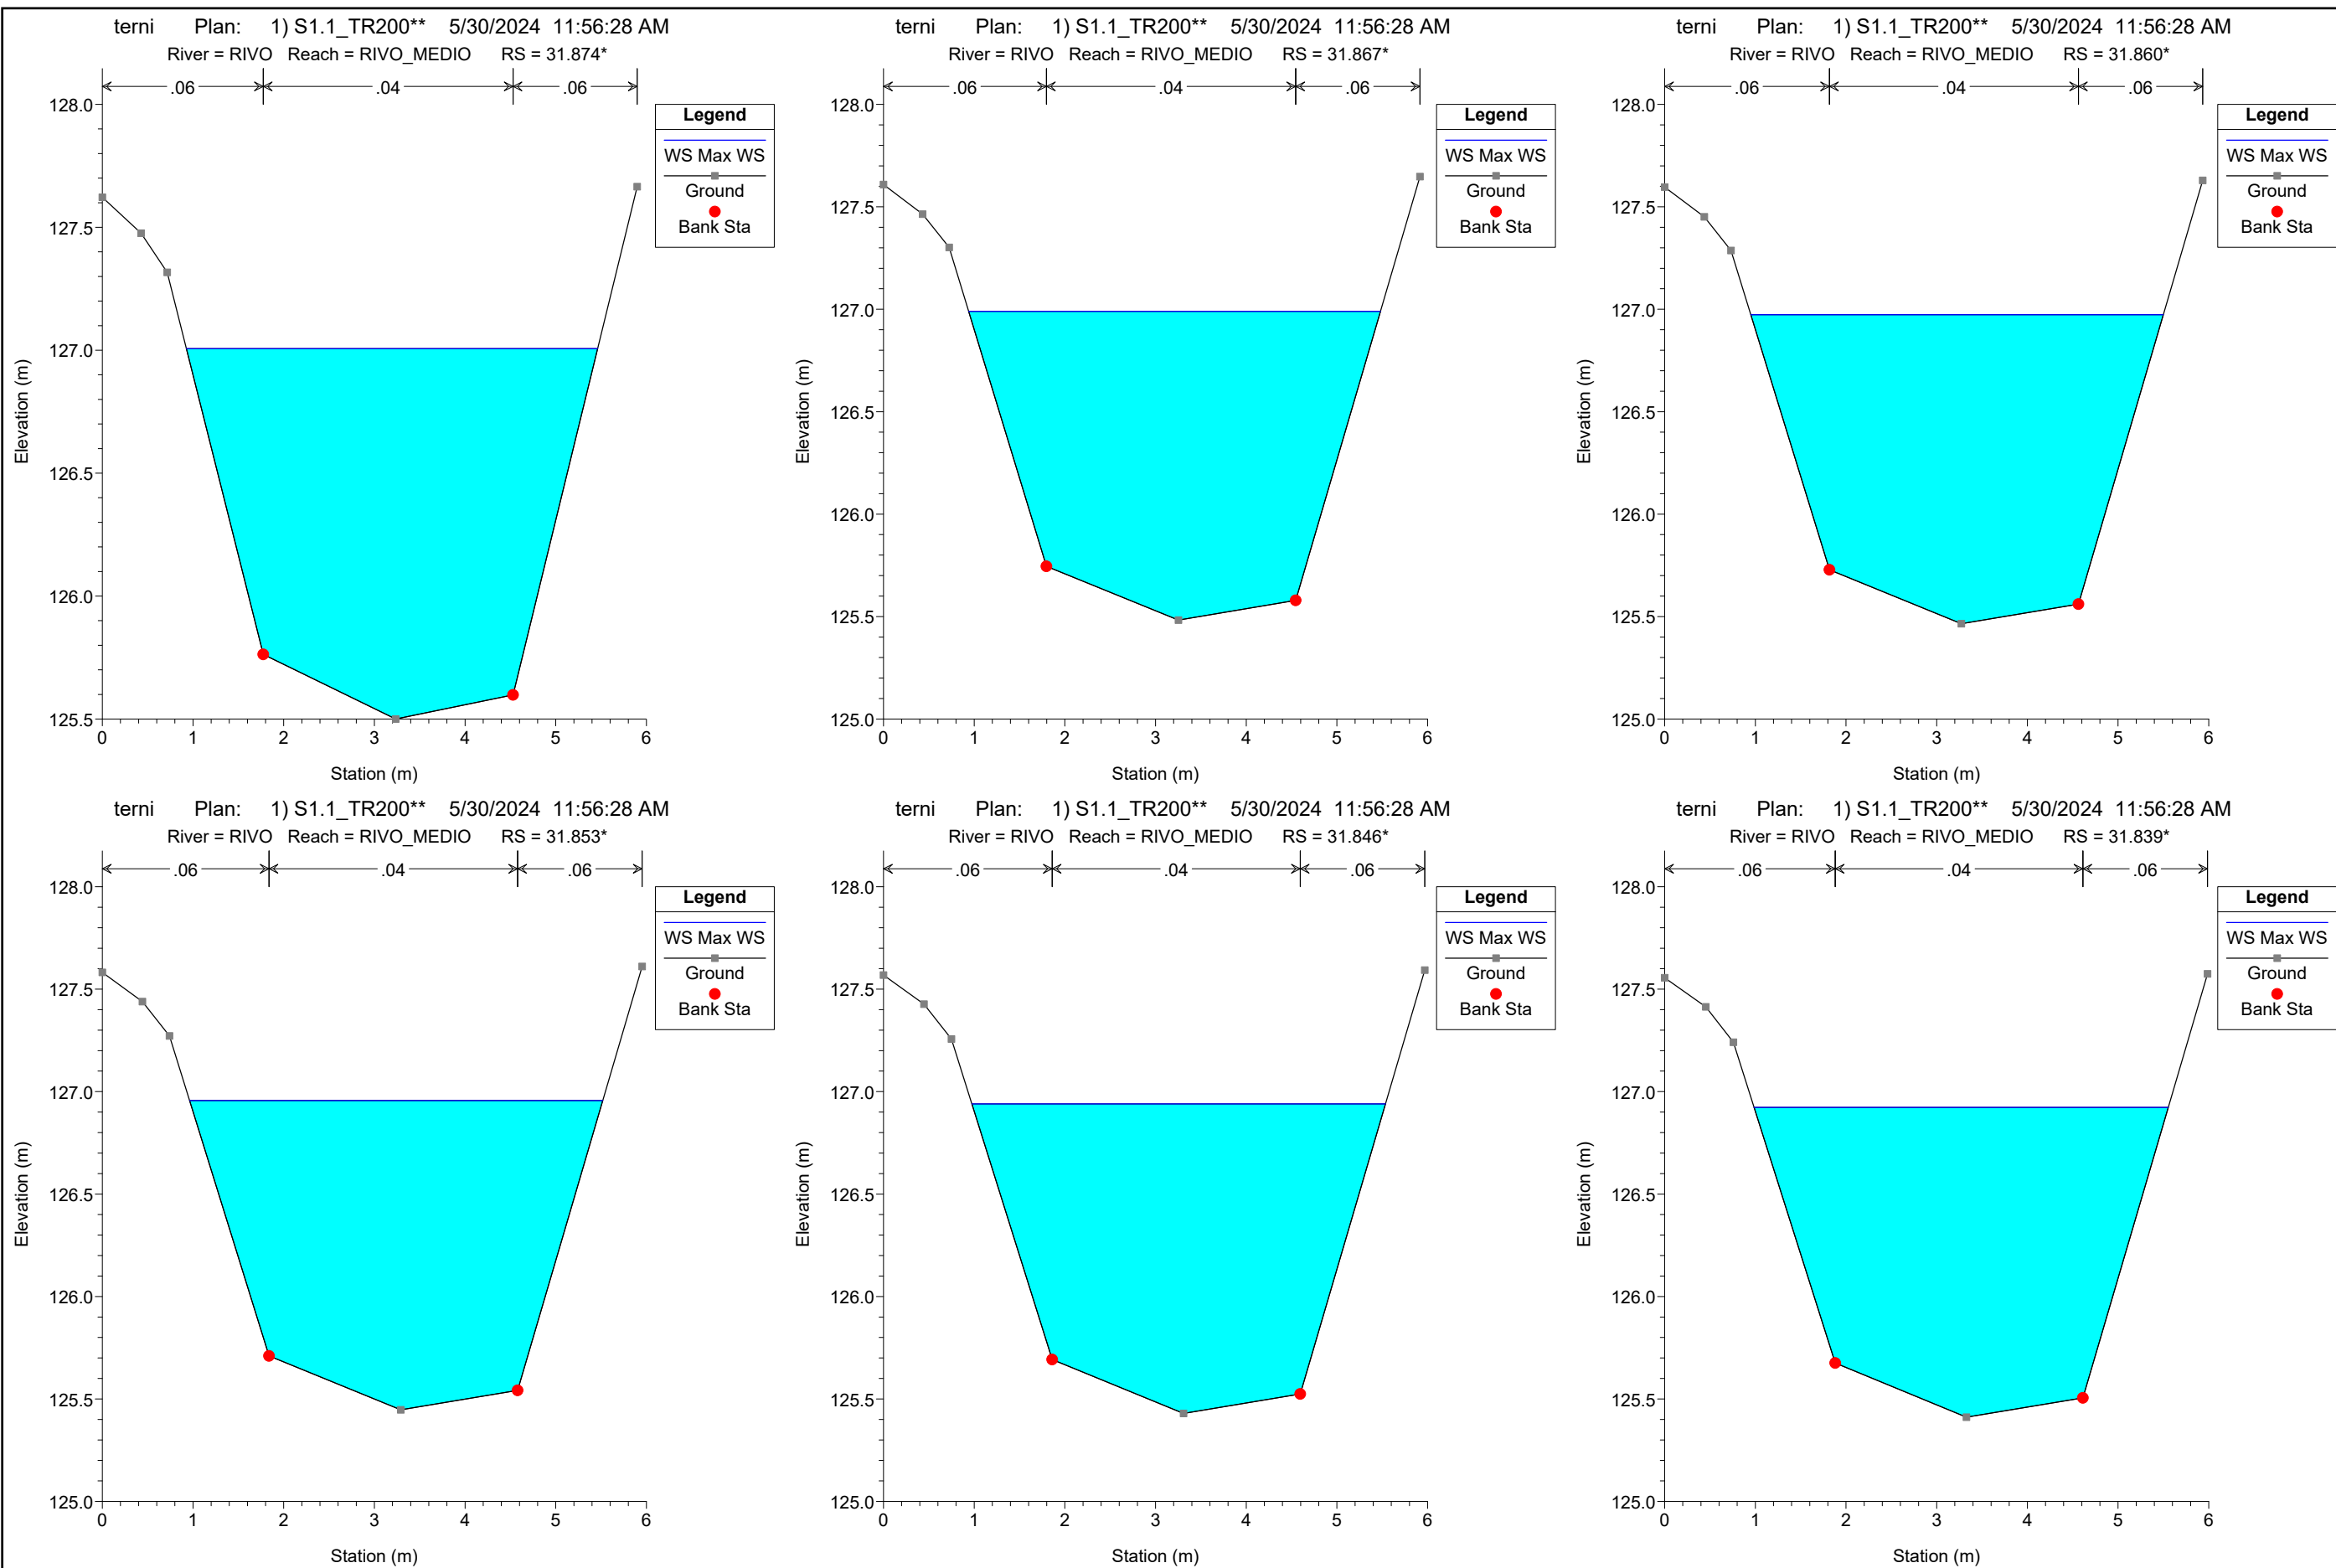 terni Plan: 1) S1.1_TR200** 5/30/2024 11:56:28 AM
River = RIVO Reach = RIVO_MEDIO RS = 31.874*
.06 .04 .06
128.0
127.5
127.0
126.5
126.0
125.5
Elevation (m)
0 1 2 3 4 5 6
Station (m)
Legend
WS Max WS
Ground
Bank Sta
terni Plan: 1) S1.1_TR200** 5/30/2024 11:56:28 AM
River = RIVO Reach = RIVO_MEDIO RS = 31.867*
.06 .04 .06
128.0
127.5
127.0
126.5
126.0
125.5
125.0
Elevation (m)
0 1 2 3 4 5 6
Station (m)
Legend
WS Max WS
Ground
Bank Sta
terni Plan: 1) S1.1_TR200** 5/30/2024 11:56:28 AM
River = RIVO Reach = RIVO_MEDIO RS = 31.860*
.06 .04 .06
128.0
127.5
127.0
126.5
126.0
125.5
125.0
Elevation (m)
0 1 2 3 4 5 6
Station (m)
Legend
WS Max WS
Ground
Bank Sta
terni Plan: 1) S1.1_TR200** 5/30/2024 11:56:28 AM
River = RIVO Reach = RIVO_MEDIO RS = 31.853*
.06 .04 .06
128.0
127.5
127.0
126.5
126.0
125.5
125.0
Elevation (m)
0 1 2 3 4 5 6
Station (m)
Legend
WS Max WS
Ground
Bank Sta
terni Plan: 1) S1.1_TR200** 5/30/2024 11:56:28 AM
River = RIVO Reach = RIVO_MEDIO RS = 31.846*
.06 .04 .06
128.0
127.5
127.0
126.5
126.0
125.5
125.0
Elevation (m)
0 1 2 3 4 5 6
Station (m)
Legend
WS Max WS
Ground
Bank Sta
terni Plan: 1) S1.1_TR200** 5/30/2024 11:56:28 AM
River = RIVO Reach = RIVO_MEDIO RS = 31.839*
.06 .04 .06
128.0
127.5
127.0
126.5
126.0
125.5
125.0
Elevation (m)
0 1 2 3 4 5 6
Station (m)
Legend
WS Max WS
Ground
Bank Sta